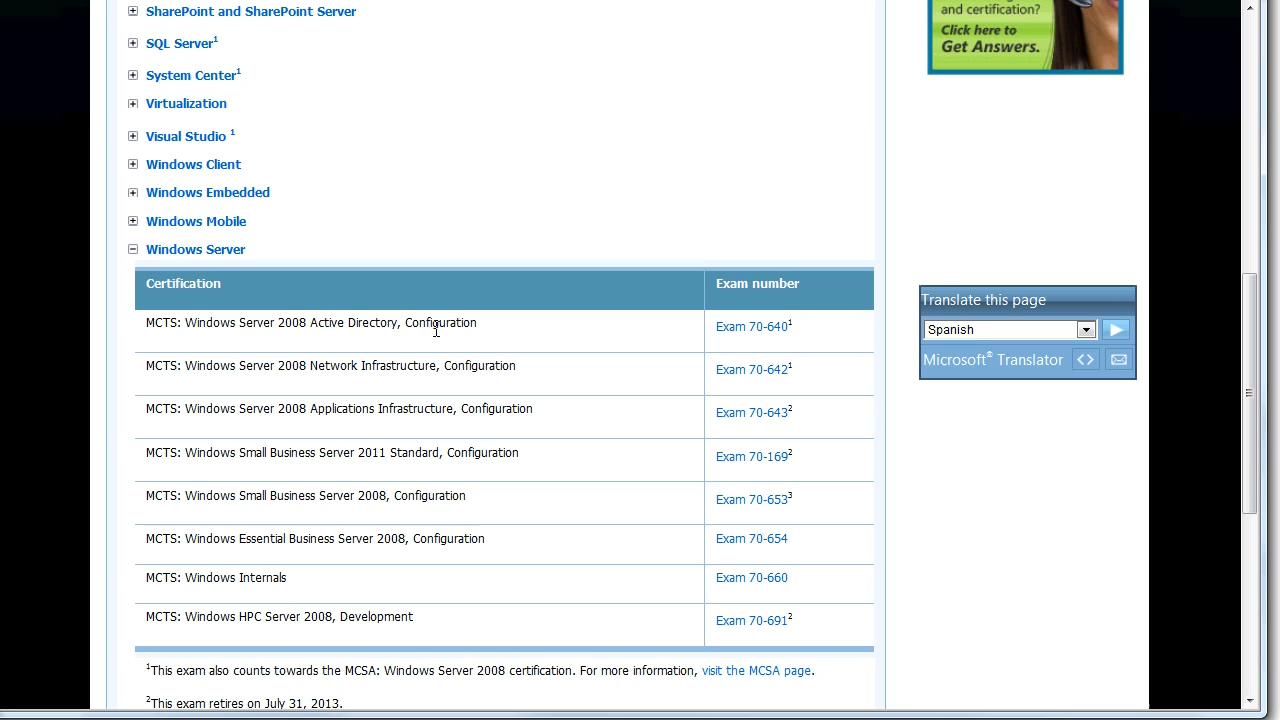 SharePoint and SharePoint Server
and certification?
SQL Server1
Click here to
Get Answers.
System Center1
Virtualization
Visual Studio 1
Windows Client
Windows Embedded
Windows Mobile
Windows Server
Certification Exam number
MCTS: Windows Server 2008 Active Directory, Configuration Exam 70-6401
MCTS: Windows Server 2008 Network Infrastructure, Configuration Exam 70-6421
MCTS: Windows Server 2008 Applications Infrastructure, Configuration Exam 70-6432
MCTS: Windows Small Business Server 2011 Standard, Configuration Exam 70-1692
MCTS: Windows Small Business Server 2008, Configuration Exam 70-6533
MCTS: Windows Essential Business Server 2008, Configuration Exam 70-654
MCTS: Windows Internals Exam 70-660
MCTS: Windows HPC Server 2008, Development Exam 70-6912
1This exam also counts towards the MCSA: Windows Server 2008 certification. For more information, visit the MCSA page.
2This exam retires on July 31, 2013.
Translate this page
Spanish
Microsoft® Translator